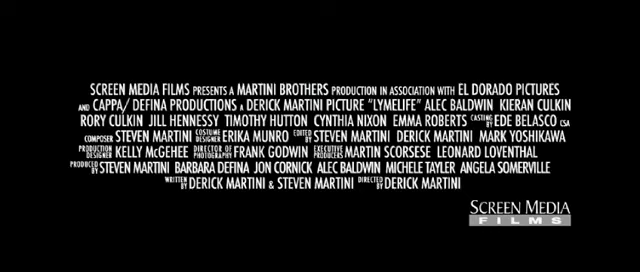 SCREEN MEDIA FILMS PRESENTS A MARTINI BROTHERS PRODUCTION IN ASSOCIATION WITH EL DORADO PICTURES
AND CAPPA/ DEFINA PRODUCTIONS A DERICK MARTINI PICTURE "LYMELIFE" ALEC BALDWIN KIERAN CULKIN
RORY CULKIN JILL HENNESSY TIMOTHY HUTTON CYNTHIA NIXON EMMA ROBERTS CASTING BY EDE BELASCO CSA
COMPOSER STEVEN MARTINI COSTUME DESIGNER ERIKA MUNRO EDITED BY STEVEN MARTINI DERICK MARTINI MARK YOSHIKAWA
PRODUCTION DESIGNER KELLY McGEHEE DIRECTOR OF PHOTOGRAPHY FRANK GODWIN EXECUTIVE PRODUCERS MARTIN SCORSESE LEONARD LOVENTHAL
PRODUCED BY STEVEN MARTINI BARBARA DEFINA JON CORNICK ALEC BALDWIN MICHELE TAYLER ANGELA SOMERVILLE
WRITTEN BY DERICK MARTINI & STEVEN MARTINI DIRECTED BY DERICK MARTINI
SCREEN MEDIA
FILMS